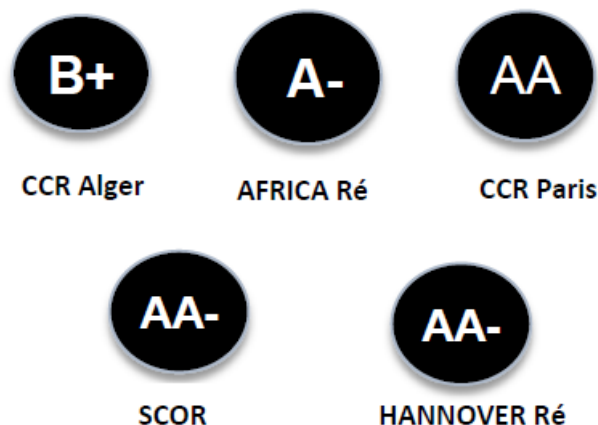 B+
A-
AA
CCR Alger
AFRICA Ré
CCR Paris
AA-
AA-
SCOR
HANNOVER Ré